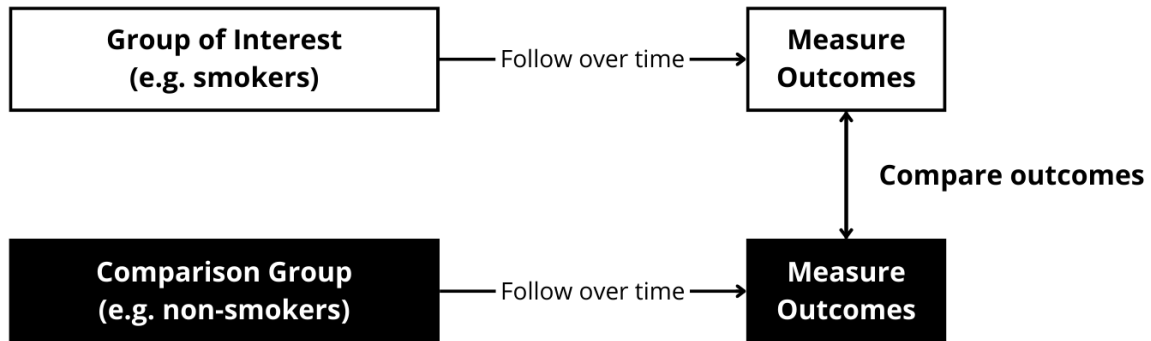 Group of Interest
(e.g. smokers)
Follow over time
Measure
Outcomes
Compare outcomes
Comparison Group
(e.g. non-smokers)
Follow over time
Measure
Outcomes